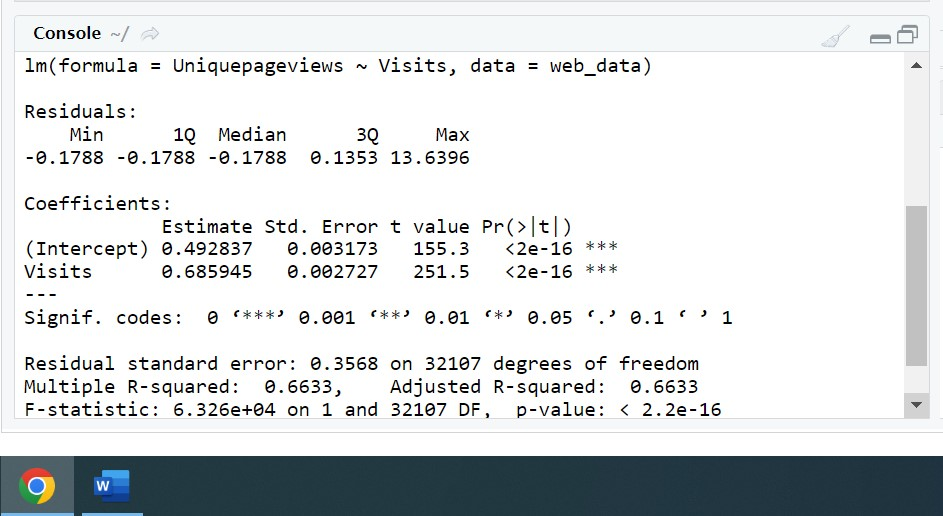 Console ~/
lm(formula = Uniquepageviews ~ Visits, data = web_data)
Residuals:
Min 1Q Median 3Q Max
-0.1788 -0.1788 -0.1788 0.1353 13.6396
Coefficients:
Estimate Std. Error t value Pr(>|t|)
(Intercept) 0.492837 0.003173 155.3 <2e-16 ***
Visits 0.685945 0.002727 251.5 <2e-16 ***
---
Signif. codes: 0 ‘***’ 0.001 ‘**’ 0.01 ‘*’ 0.05 ‘.’ 0.1 ‘ ’ 1
Residual standard error: 0.3568 on 32107 degrees of freedom
Multiple R-squared: 0.6633, Adjusted R-squared: 0.6633
F-statistic: 6.326e+04 on 1 and 32107 DF, p-value: < 2.2e-16
W